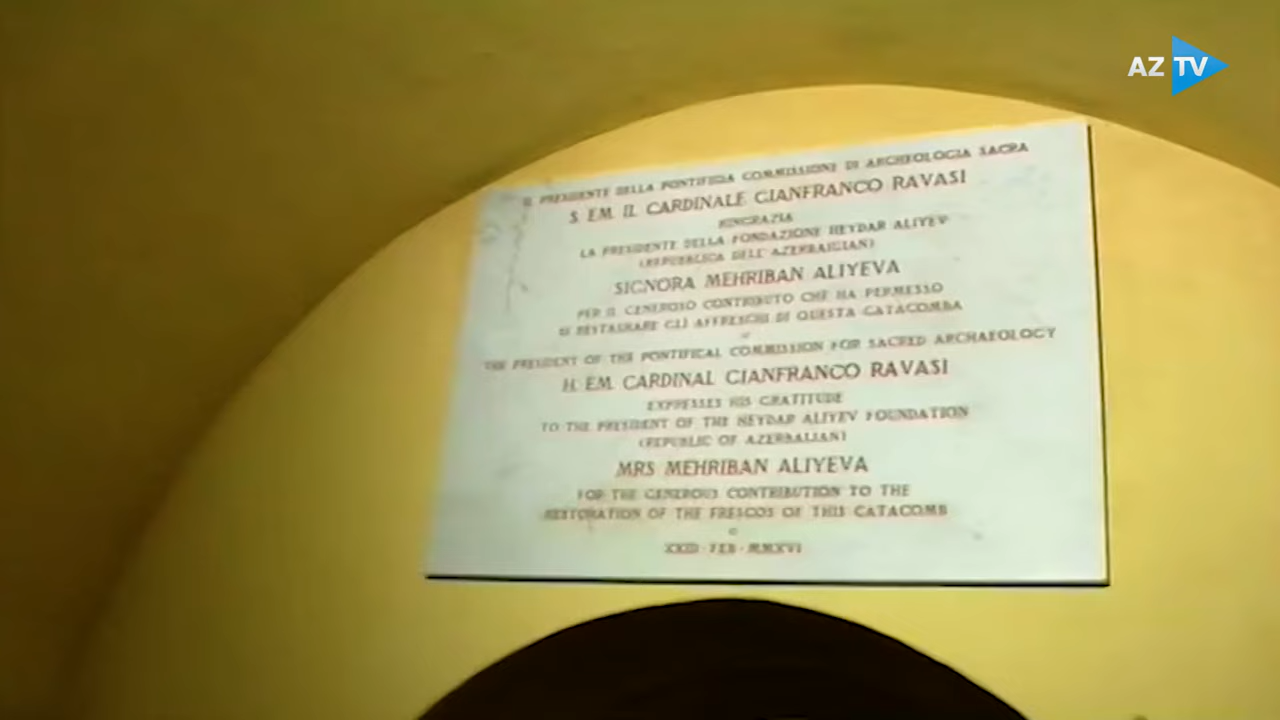 AZ TV
IL PRESIDENTE DELLA PONTIFICIA COMMISSIONE DI ARCHEOLOGIA SACRA
S. EM. IL CARDINALE GIANFRANCO RAVASI
RINGRAZIA
LA PRESIDENTE DELLA FONDAZIONE HEYDAR ALIYEV
(REPUBBLICA DELL'AZERBAIGIAN)
SIGNORA MEHRIBAN ALIYEVA
PER IL GENEROSO CONTRIBUTO CHE HA PERMESSO
DI RESTAURARE GLI AFFRESCHI DI QUESTA CATACOMBA
THE PRESIDENT OF THE PONTIFICAL COMMISSION FOR SACRED ARCHAEOLOGY
H. EM. CARDINAL GIANFRANCO RAVASI
EXPRESSES HIS GRATITUDE
TO THE PRESIDENT OF THE HEYDAR ALIYEV FOUNDATION
(REPUBLIC OF AZERBAIJAN)
MRS MEHRIBAN ALIYEVA
FOR THE GENEROUS CONTRIBUTION TO THE
RESTORATION OF THE FRESCOS OF THIS CATACOMB
FEB · MMXVI